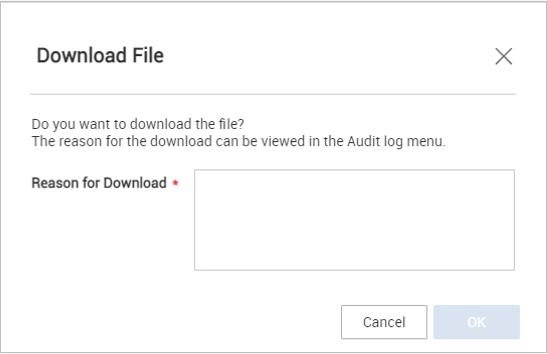 Download File
Do you want to download the file?
The reason for the download can be viewed in the Audit log menu.
Reason for Download *
Cancel
OK